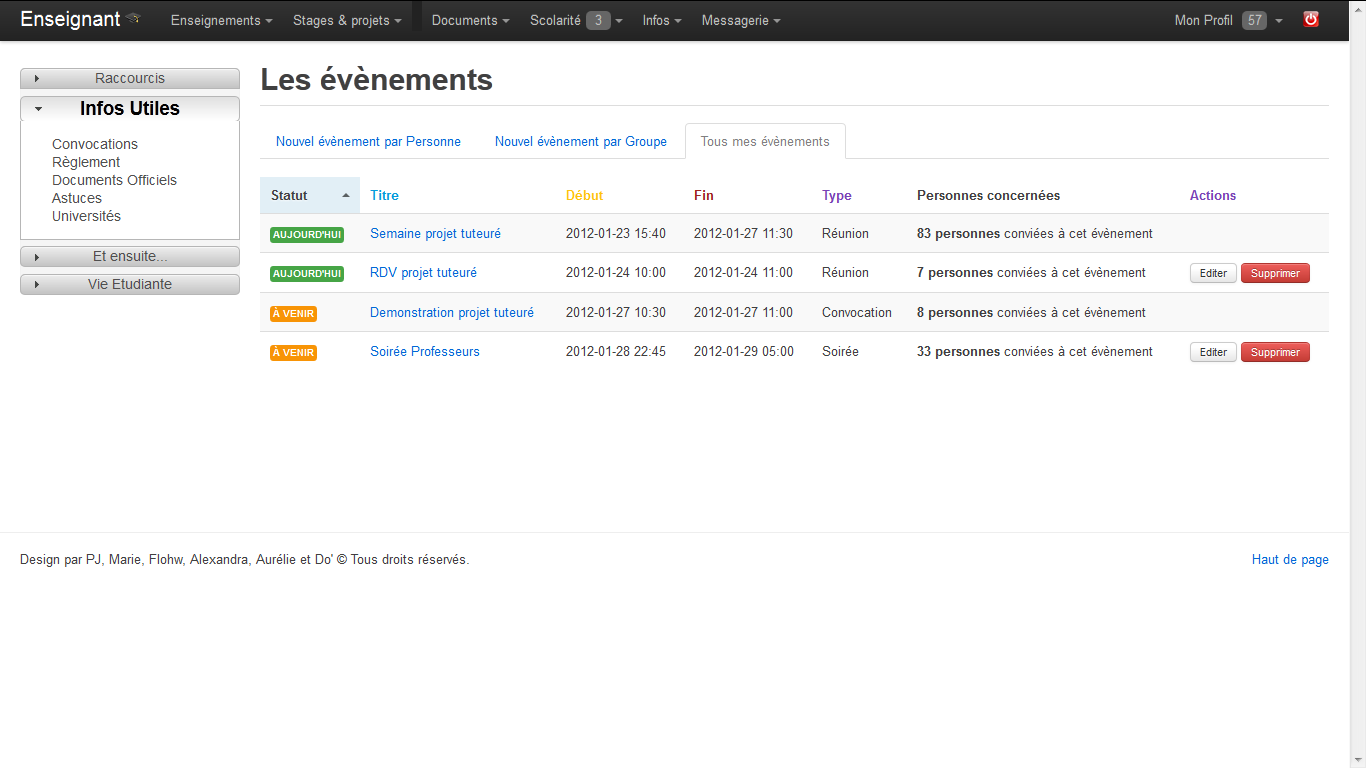 Enseignant Enseignements Stages & projets Documents Scolarité 3 Infos Messagerie Mon Profil 57
Raccourcis
Infos Utiles
Convocations
Règlement
Documents Officiels
Astuces
Universités
Et ensuite...
Vie Etudiante
Les évènements
Nouvel évènement par Personne Nouvel évènement par Groupe Tous mes évènements
Statut Titre Début Fin Type Personnes concernées Actions
AUJOURD'HUI Semaine projet tuteuré 2012-01-23 15:40 2012-01-27 11:30 Réunion 83 personnes conviées à cet évènement
AUJOURD'HUI RDV projet tuteuré 2012-01-24 10:00 2012-01-24 11:00 Réunion 7 personnes conviées à cet évènement Editer Supprimer
À VENIR Demonstration projet tuteuré 2012-01-27 10:30 2012-01-27 11:00 Convocation 8 personnes conviées à cet évènement
À VENIR Soirée Professeurs 2012-01-28 22:45 2012-01-29 05:00 Soirée 33 personnes conviées à cet évènement Editer Supprimer
Design par PJ, Marie, Flohw, Alexandra, Aurélie et Do' © Tous droits réservés. Haut de page